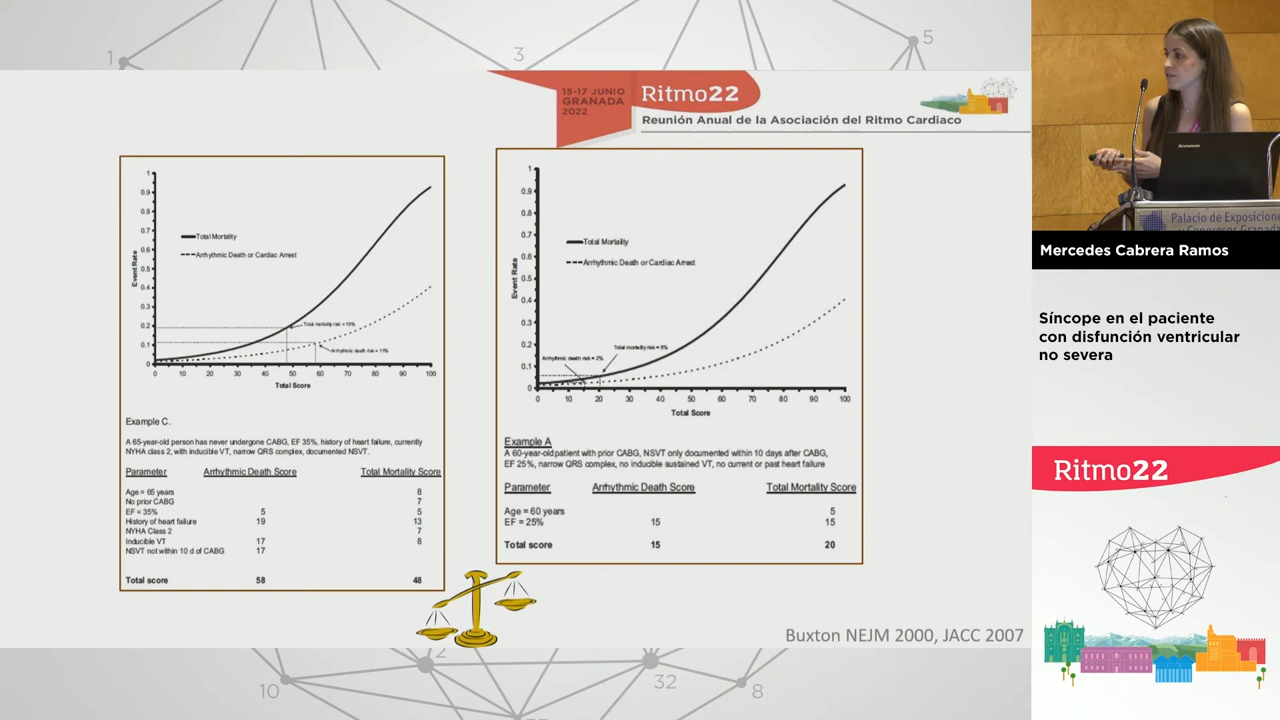 1
3
5
15-17 JUNIO
GRANADA
2022
Ritmo22
Reunión Anual de la Asociación del Ritmo Cardiaco
1
0.9
0.8
0.7
0.6
0.5
0.4
0.3
0.2
0.1
0
Event Rate
Total Mortality
Arrhythmic Death or Cardiac Arrest
Total mortality risk = 19%
Arrhythmic death risk = 11%
0 10 20 30 40 50 60 70 80 90 100
Total Score
Example C.
A 65-year-old person has never undergone CABG, EF 35%, history of heart failure, currently
NYHA class 2, with inducible VT, narrow QRS complex, documented NSVT.
Parameter Arrhythmic Death Score Total Mortality Score
Age = 65 years 8
No prior CABG 7
EF = 35% 5 5
History of heart failure 19 13
NYHA Class 2 7
Inducible VT 17 8
NSVT not within 10 d of CABG 17
Total score 58 48
1
0.9
0.8
0.7
0.6
0.5
0.4
0.3
0.2
0.1
0
Event Rate
Total Mortality
Arrhythmic Death or Cardiac Arrest
Total mortality risk = 5%
Arrhythmic death risk = 2%
0 10 20 30 40 50 60 70 80 90 100
Total Score
Example A
A 60-year-oldpatient with prior CABG, NSVT only documented within 10 days after CABG,
EF 25%, narrow QRS complex, no inducible sustained VT, no current or past heart failure
Parameter Arrhythmic Death Score Total Mortality Score
Age = 60 years 5
EF = 25% 15 15
Total score 15 20
Buxton NEJM 2000, JACC 2007
10
2
32
8
Lenovo
Palacio de Exposiciones
y Congresos Granada
Mercedes Cabrera Ramos
Síncope en el paciente
con disfunción ventricular
no severa
Ritmo22